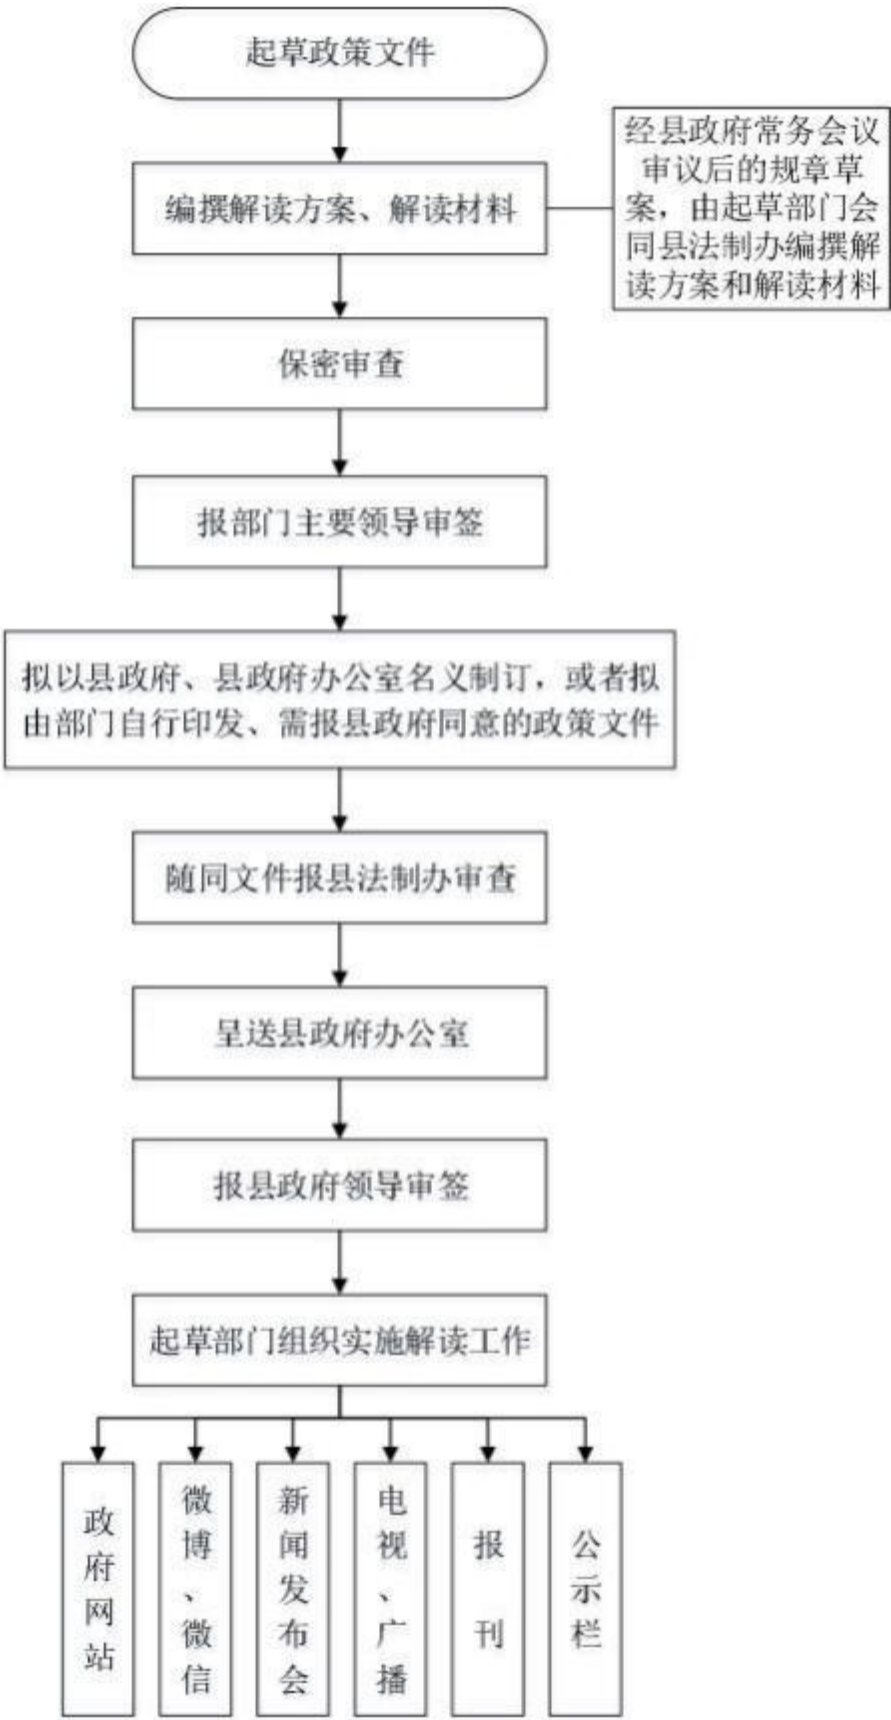 起草政策文件
编撰解读方案、解读材料
经县政府常务会议
审议后的规章草
案，由起草部门会
同县法制办编撰解
读方案和解读材料
保密审查
报部门主要领导审签
拟以县政府、县政府办公室名义制订，或者拟
由部门自行印发、需报县政府同意的政策文件
随同文件报县法制办审查
呈送县政府办公室
报县政府领导审签
起草部门组织实施解读工作
政府网站
微博、微信
新闻发布会
电视、广播
报刊
公示栏